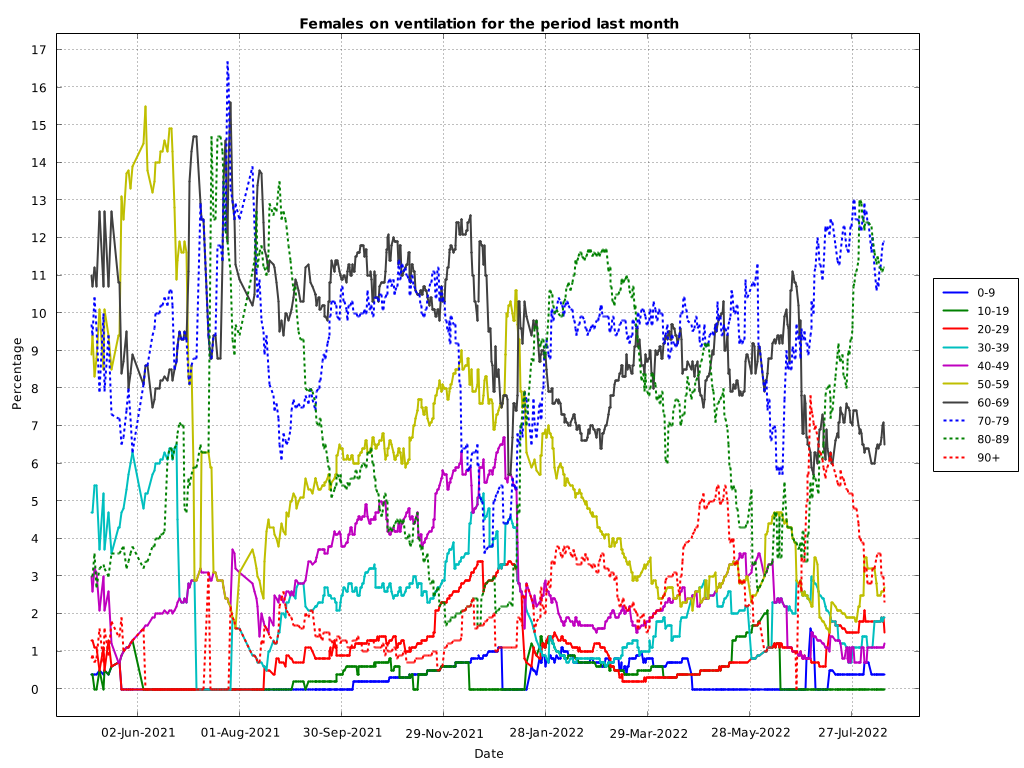 Females on ventilation for the period last month
17
16
15
14
13
12
11
10
9
8
7
6
5
4
3
2
1
0
Percentage
02-Jun-2021
01-Aug-2021
30-Sep-2021
29-Nov-2021
28-Jan-2022
29-Mar-2022
28-May-2022
27-Jul-2022
Date
0-9
10-19
20-29
30-39
40-49
50-59
60-69
70-79
80-89
90+